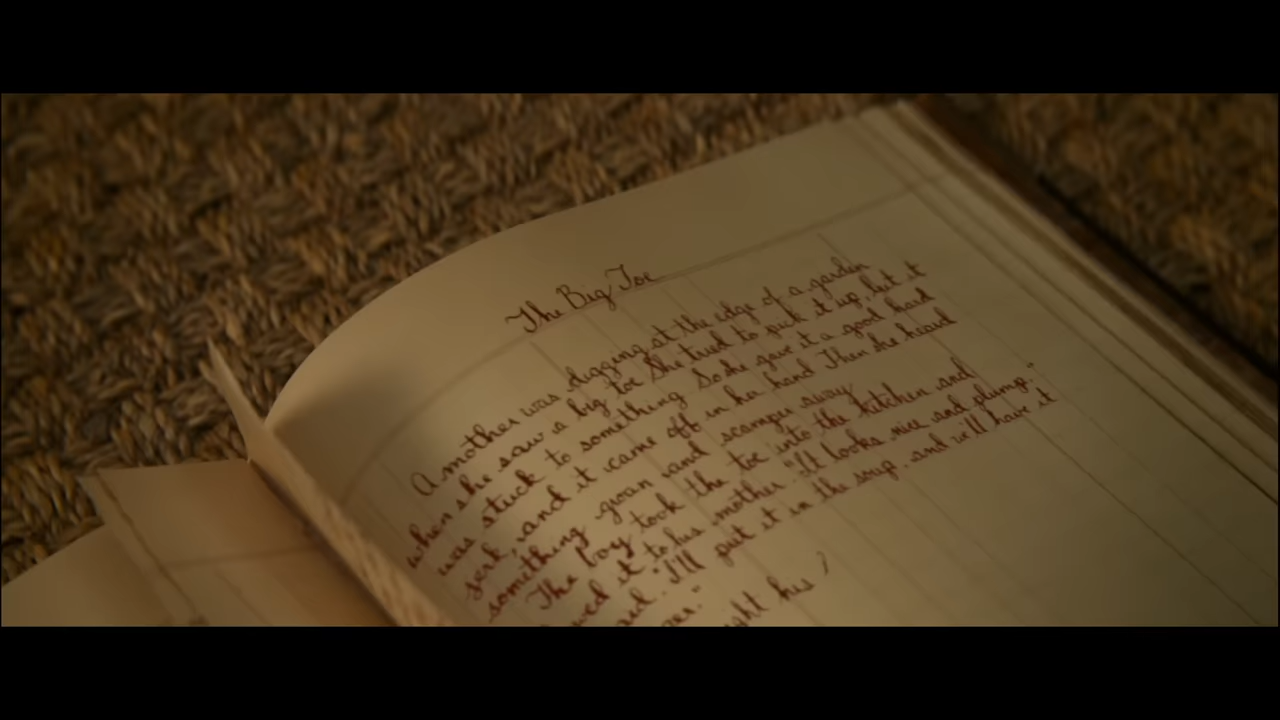 The Big Toe
A mother was digging at the edge of a garden
when she saw a big toe She tried to pick it up, but it
was stuck to something So she gave it a good hard
jerk, and it came off in her hand Then she heard
something groan and scamper away
The boy took the toe into the kitchen and
it to his mother "It'll looks nice and plump."
"I'll put it in the soup, and we'll have it
his